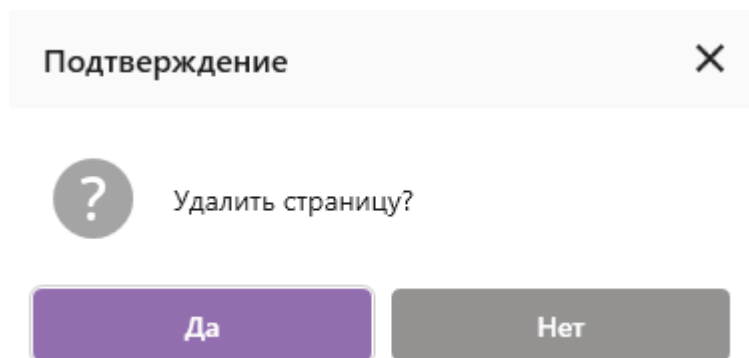 Подтверждение
?
Удалить страницу?
Да
Нет